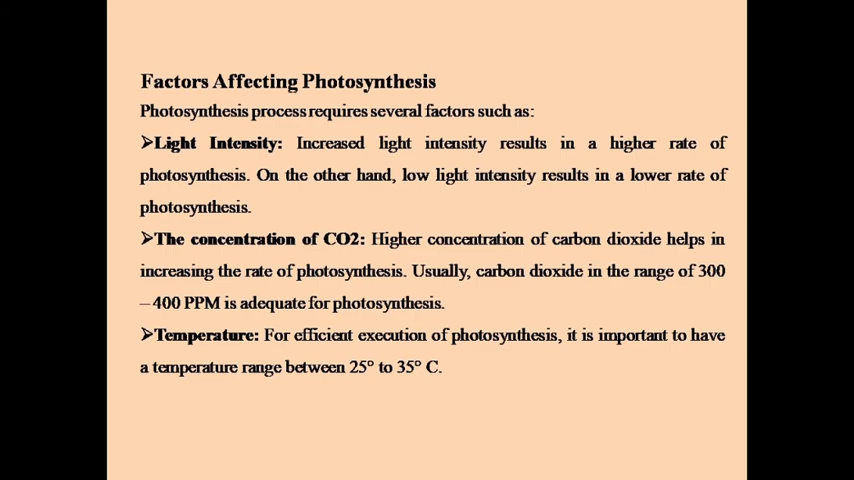 Factors Affecting Photosynthesis
Photosynthesis process requires several factors such as:
➢Light Intensity: Increased light intensity results in a higher rate of
photosynthesis. On the other hand, low light intensity results in a lower rate of
photosynthesis.
➢The concentration of CO2: Higher concentration of carbon dioxide helps in
increasing the rate of photosynthesis. Usually, carbon dioxide in the range of 300
– 400 PPM is adequate for photosynthesis.
➢Temperature: For efficient execution of photosynthesis, it is important to have
a temperature range between 25° to 35° C.